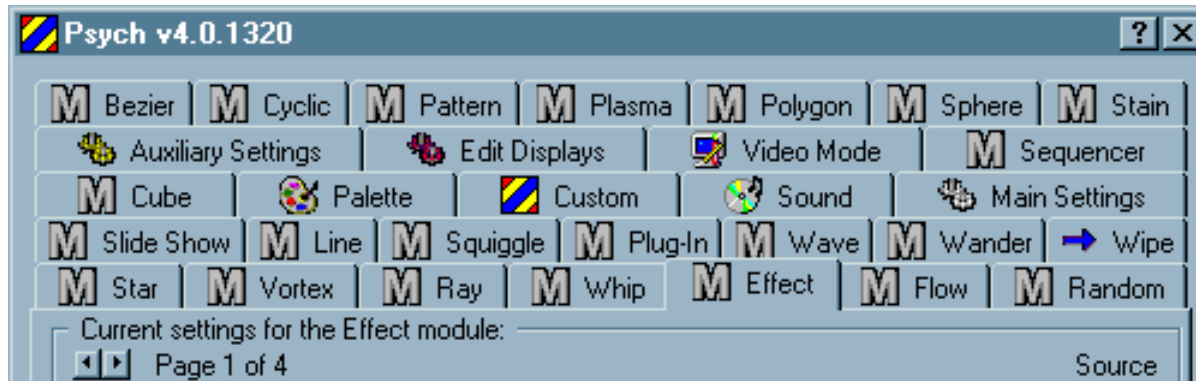 Psych v4.0.1320
Bezier Cyclic Pattern Plasma Polygon Sphere Stain
Auxiliary Settings Edit Displays Video Mode Sequencer
Cube Palette Custom Sound Main Settings
Slide Show Line Squiggle Plug-In Wave Wander Wipe
Star Vortex Ray Whip Effect Flow Random
Current settings for the Effect module:
Page 1 of 4 Source